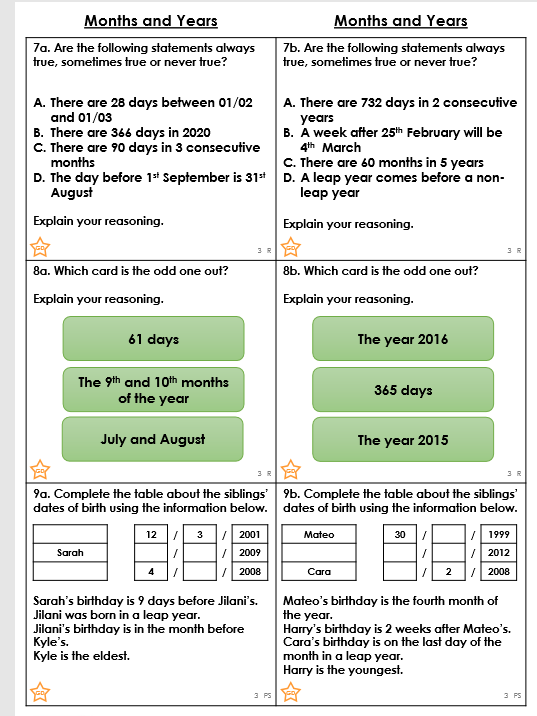 Months and Years
7a. Are the following statements always
true, sometimes true or never true?
A. There are 28 days between 01/02
and 01/03
B. There are 366 days in 2020
C. There are 90 days in 3 consecutive
months
D. The day before 1st September is 31st
August
Explain your reasoning.
GD
3 R
Months and Years
7b. Are the following statements always
true, sometimes true or never true?
A. There are 732 days in 2 consecutive
years
B. A week after 25th February will be
4th March
C. There are 60 months in 5 years
D. A leap year comes before a non-
leap year
Explain your reasoning.
GD
3 R
8a. Which card is the odd one out?
Explain your reasoning.
61 days
The 9th and 10th months
of the year
July and August
GD
3 R
8b. Which card is the odd one out?
Explain your reasoning.
The year 2016
365 days
The year 2015
GD
3 R
9a. Complete the table about the siblings'
dates of birth using the information below.
12 / 3 / 2001
Sarah / / 2009
4 / / 2008
Sarah's birthday is 9 days before Jilani's.
Jilani was born in a leap year.
Jilani's birthday is in the month before
Kyle's.
Kyle is the eldest.
GD
3 PS
9b. Complete the table about the siblings'
dates of birth using the information below.
Mateo 30 / / 1999
/ / 2012
Cara / 2 / 2008
Mateo's birthday is the fourth month of
the year.
Harry's birthday is 2 weeks after Mateo's.
Cara's birthday is on the last day of the
month in a leap year.
Harry is the youngest.
GD
3 PS